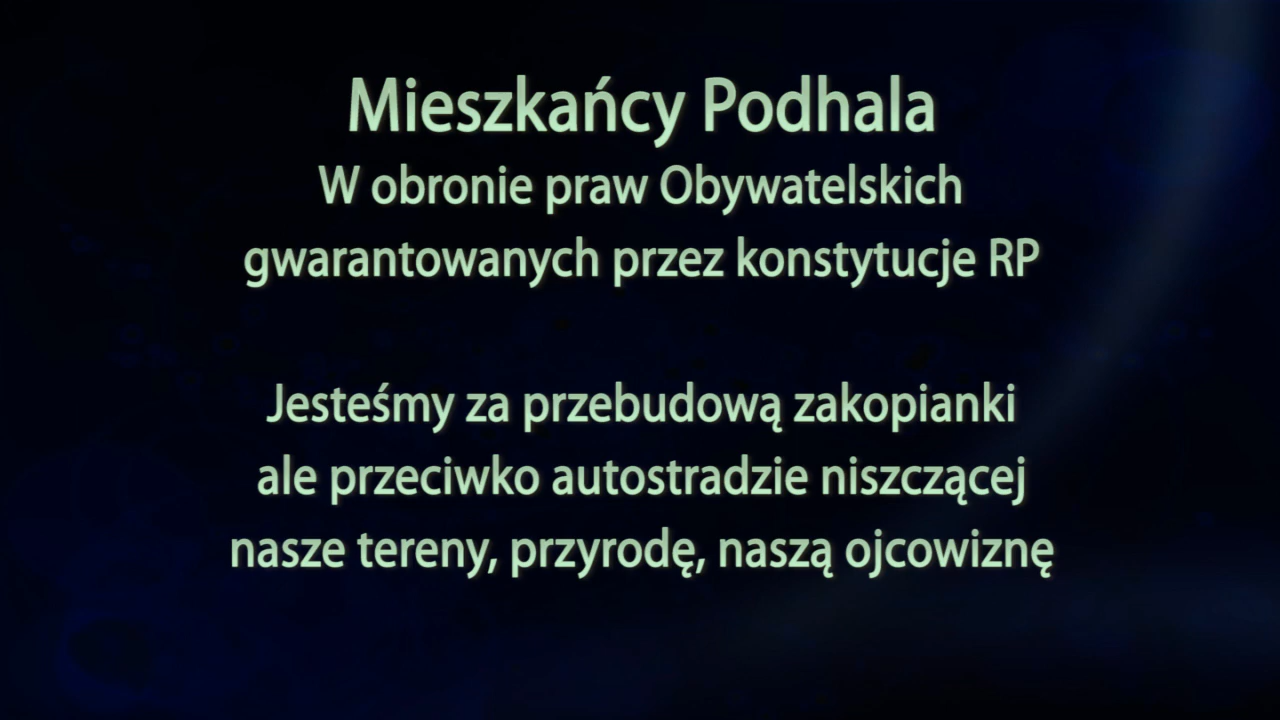 Mieszkańcy Podhala
W obronie praw Obywatelskich
gwarantowanych przez konstytucje RP
Jesteśmy za przebudową zakopianki
ale przeciwko autostradzie niszczącej
nasze tereny, przyrodę, naszą ojcowiznę